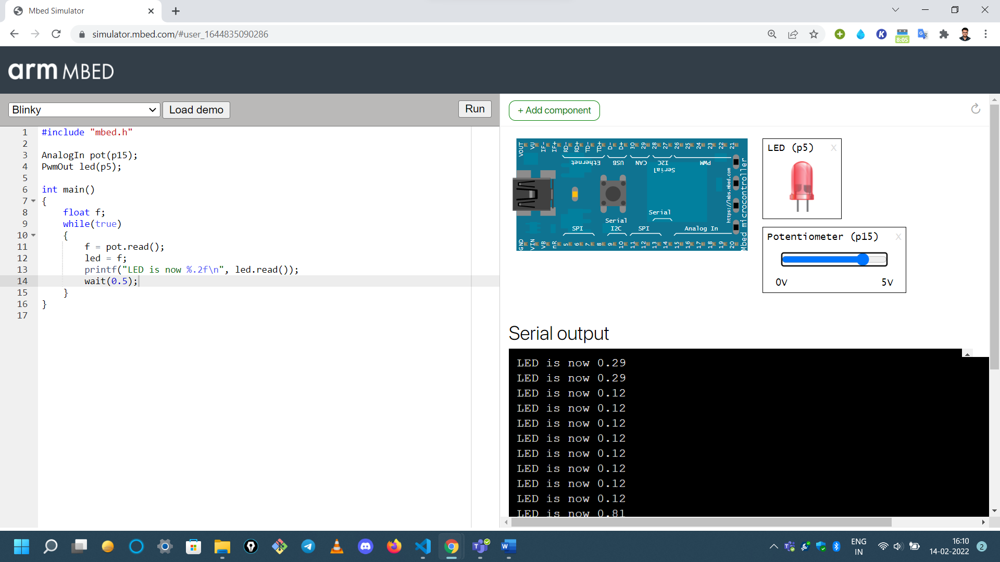 Mbed Simulator
simulator.mbed.com/#user_1644835090286
8:05
arm MBED
Blinky
Load demo
Run
1 #include "mbed.h"
2
3 AnalogIn pot(p15);
4 PwmOut led(p5);
5
6 int main()
7 {
8 float f;
9 while(true)
10 {
11 f = pot.read();
12 led = f;
13 printf("LED is now %.2f\n", led.read());
14 wait(0.5);
15 }
16 }
17
+ Add component
VOUT VU IF- IF+ RD- RD+ TD- TD+ D- D+ 30 29 28 27 26 25 24 23 22 21
Ethernet USB CAN I2C PWM
Serial
https://labs.mbed.com
Mbed microcontroller
Serial
Serial
SPI I2C SPI Analog In
GND VIN VB nR 5 6 7 8 9 10 11 12 13 14 15 16 17 18 19 20
LED (p5) X
Potentiometer (p15) X
0V 5V
Serial output
LED is now 0.29
LED is now 0.29
LED is now 0.12
LED is now 0.12
LED is now 0.12
LED is now 0.12
LED is now 0.12
LED is now 0.12
LED is now 0.12
LED is now 0.12
LED is now 0.81
ENG
IN
16:10
14-02-2022
2